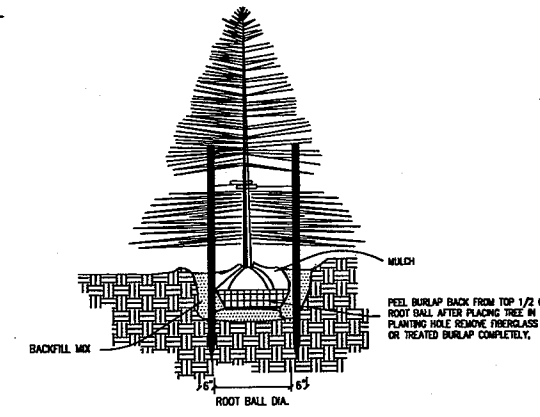 MULCH
PEEL BURLAP BACK FROM TOP 1/2
ROOT BALL AFTER PLACING TREE IN
PLANTING HOLE REMOVE FIBERGLASS
OR TREATED BURLAP COMPLETELY,
BACKFILL MIX
6" 6"
ROOT BALL DIA.